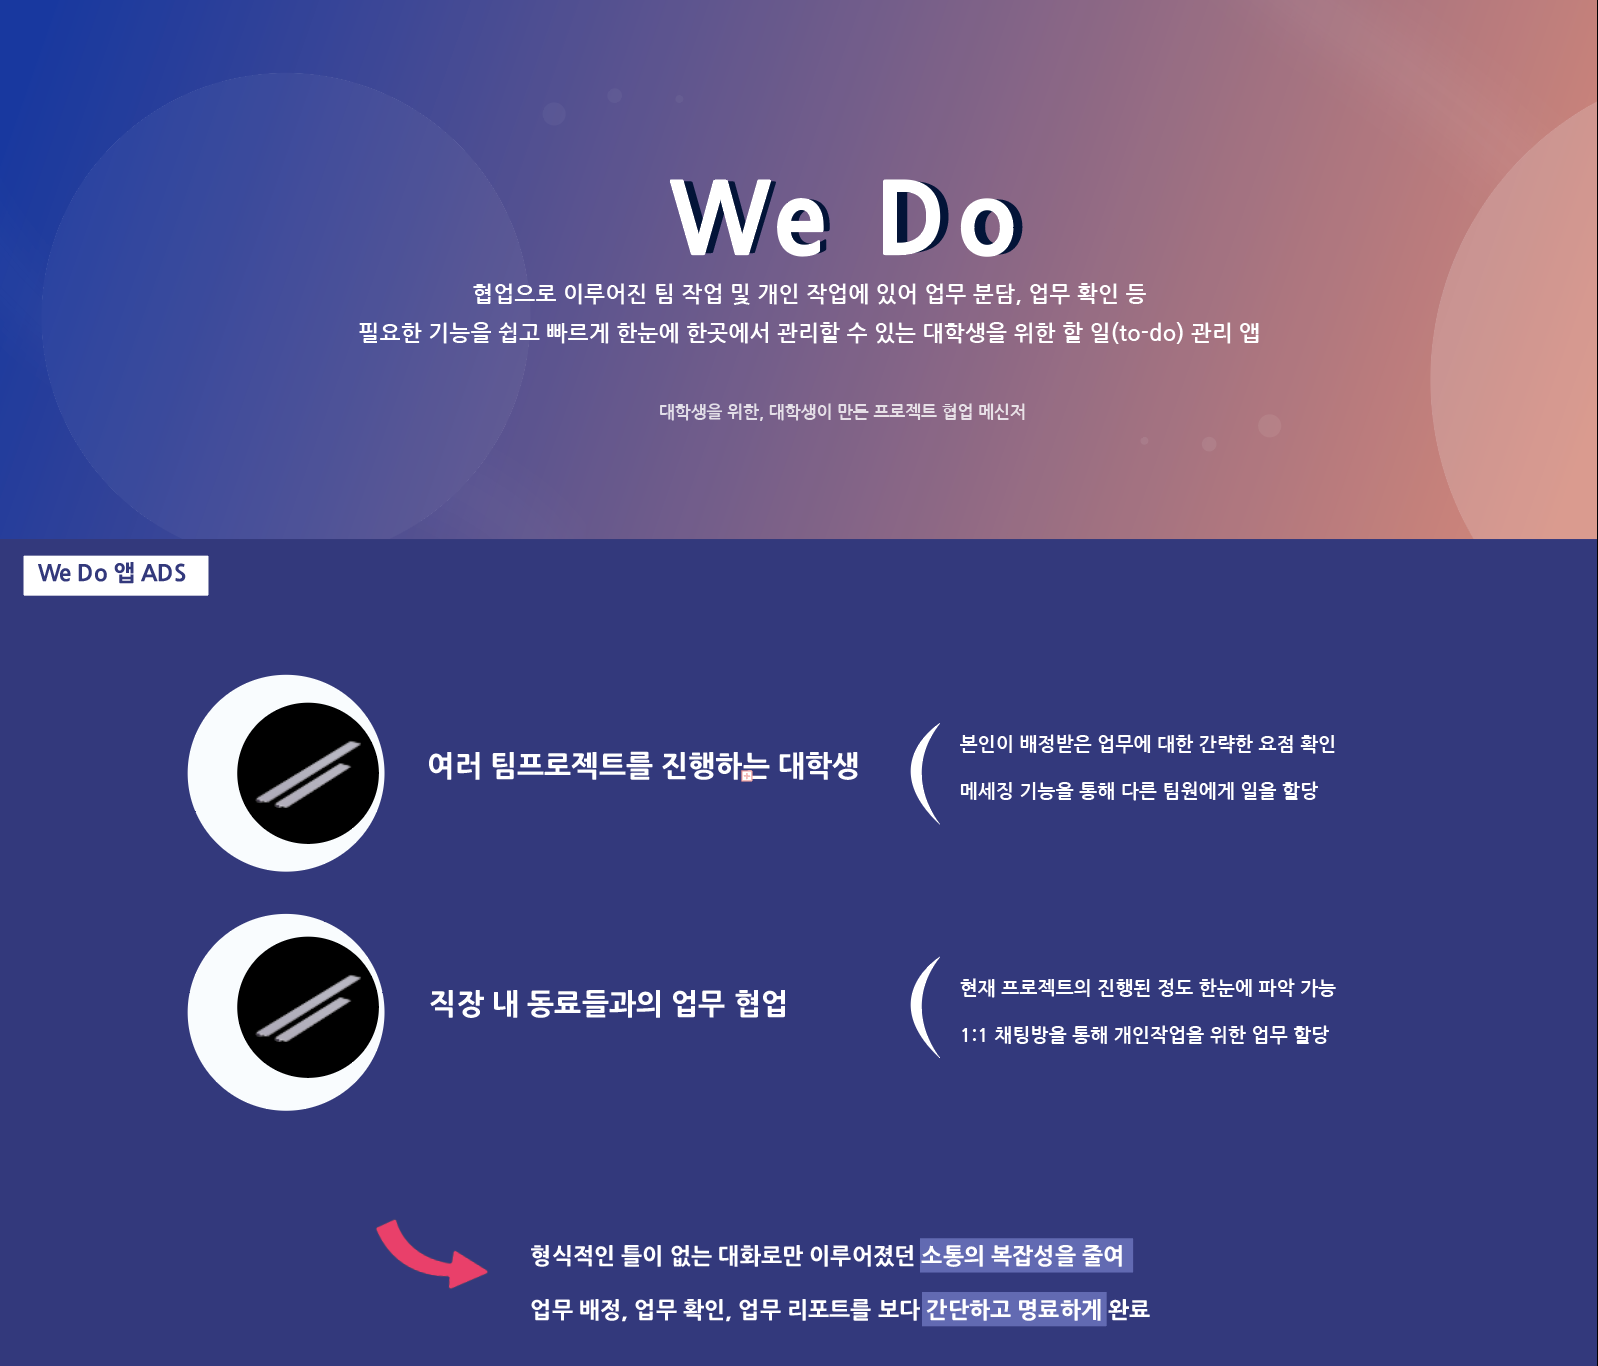 We Do
협업으로 이루어진 팀 작업 및 개인 작업에 있어 업무 분담, 업무 확인 등
필요한 기능을 쉽고 빠르게 한눈에 한곳에서 관리할 수 있는 대학생을 위한 할 일(to-do) 관리 앱
대학생을 위한, 대학생이 만든 프로젝트 협업 메신저
We Do 앱 ADS
여러 팀프로젝트를 진행하는 대학생
본인이 배정받은 업무에 대한 간략한 요점 확인
메세징 기능을 통해 다른 팀원에게 일을 할당
직장 내 동료들과의 업무 협업
현재 프로젝트의 진행된 정도 한눈에 파악 가능
1:1 채팅방을 통해 개인작업을 위한 업무 할당
형식적인 틀이 없는 대화로만 이루어졌던 소통의 복잡성을 줄여
업무 배정, 업무 확인, 업무 리포트를 보다 간단하고 명료하게 완료